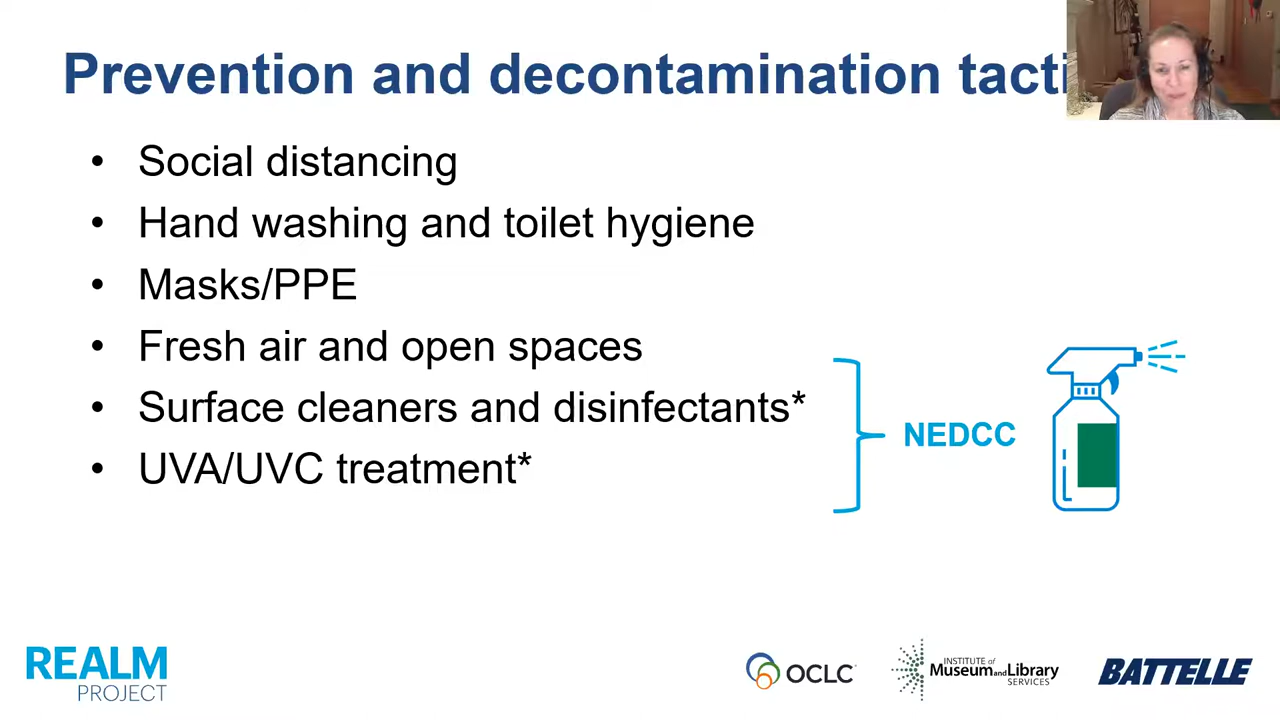 Prevention and decontamination tacti
• Social distancing
• Hand washing and toilet hygiene
• Masks/PPE
• Fresh air and open spaces
• Surface cleaners and disinfectants*
• UVA/UVC treatment*
NEDCC
REALM
PROJECT
OCLC
INSTITUTE of
Museum and Library
SERVICES
BATTELLE